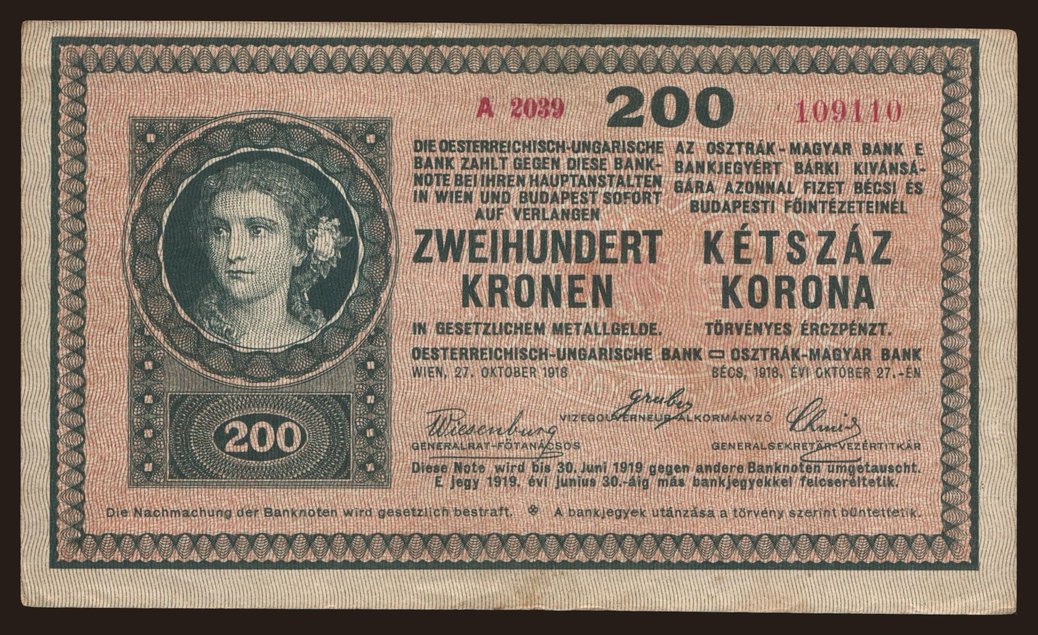 A 2039 200 109110
DIE OESTERREICHISCH-UNGARISCHE
BANK ZAHLT GEGEN DIESE BANK-
NOTE BEI IHREN HAUPTANSTALTEN
IN WIEN UND BUDAPEST SOFORT
AUF VERLANGEN
ZWEIHUNDERT
KRONEN
IN GESETZLICHEM METALLGELDE.
AZ OSZTRÁK-MAGYAR BANK E
BANKJEGYÉRT BÁRKI KIVÁNSÁ-
GÁRA AZONNAL FIZET BÉCSI ÉS
BUDAPESTI FŐINTÉZETEINÉL
KÉTSZÁZ
KORONA
TÖRVÉNYES ÉRCZPÉNZT.
OESTERREICHISCH-UNGARISCHE BANK OSZTRÁK-MAGYAR BANK
WIEN, 27. OKTOBER 1918 BÉCS, 1918. ÉVI OKTOBER 27.-ÉN
Wiesenburg Gruber Schmid
VIZEGOUVERNEUR-ALKORMÁNYZÓ
GENERALRAT-FŐTANÁCSOS GENERALSEKRETÄR-VEZÉRTITKÁR
200
Diese Note wird bis 30. Juni 1919 gegen andere Banknoten umgetauscht.
E jegy 1919. évi junius 30.-áig más bankjegyekkel felcseréltetik.
Die Nachmachung der Banknoten wird gesetzlich bestraft. A bankjegyek utánzása a törvény szerint büntettetik.